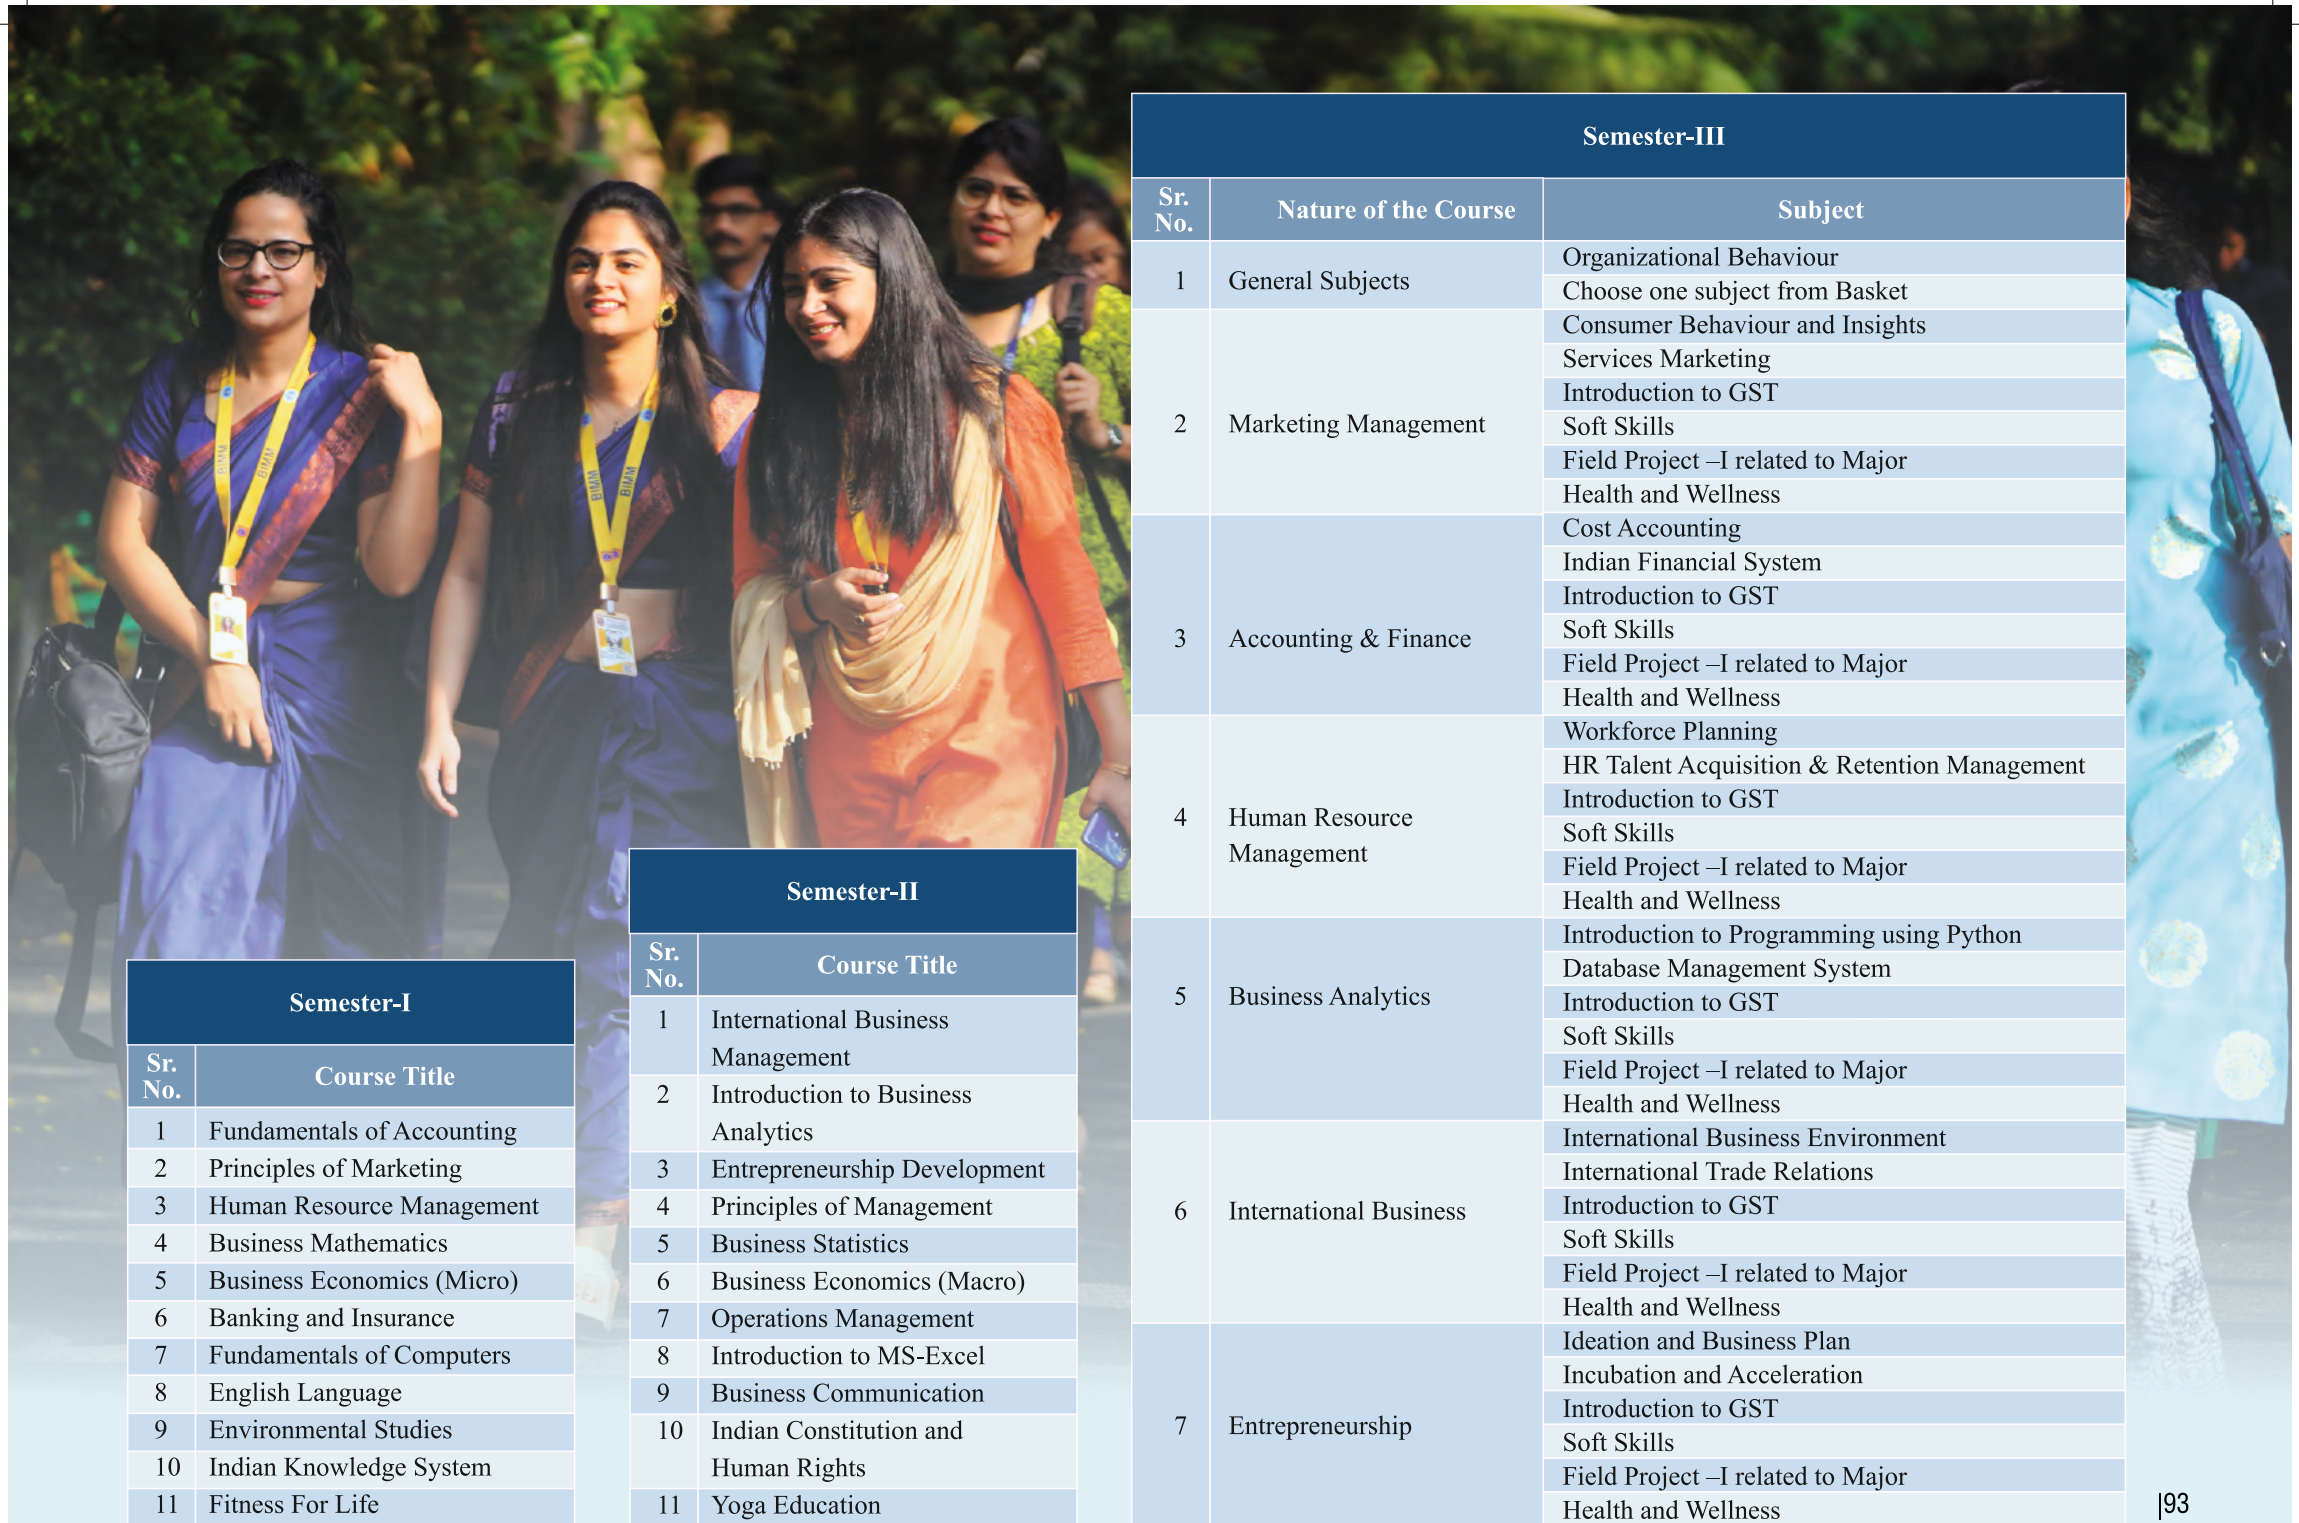 BIMM
BIMM
BIMM
BIMM
Semester-I
Sr. No. Course Title
1 Fundamentals of Accounting
2 Principles of Marketing
3 Human Resource Management
4 Business Mathematics
5 Business Economics (Micro)
6 Banking and Insurance
7 Fundamentals of Computers
8 English Language
9 Environmental Studies
10 Indian Knowledge System
11 Fitness For Life
Semester-II
Sr. No. Course Title
1 International Business
Management
2 Introduction to Business
Analytics
3 Entrepreneurship Development
4 Principles of Management
5 Business Statistics
6 Business Economics (Macro)
7 Operations Management
8 Introduction to MS-Excel
9 Business Communication
10 Indian Constitution and
Human Rights
11 Yoga Education
Semester-III
Sr. No. Nature of the Course Subject
1 General Subjects
Organizational Behaviour
Choose one subject from Basket
2 Marketing Management
Consumer Behaviour and Insights
Services Marketing
Introduction to GST
Soft Skills
Field Project –I related to Major
Health and Wellness
3 Accounting & Finance
Cost Accounting
Indian Financial System
Introduction to GST
Soft Skills
Field Project –I related to Major
Health and Wellness
4 Human Resource
Management
Workforce Planning
HR Talent Acquisition & Retention Management
Introduction to GST
Soft Skills
Field Project –I related to Major
Health and Wellness
5 Business Analytics
Introduction to Programming using Python
Database Management System
Introduction to GST
Soft Skills
Field Project –I related to Major
Health and Wellness
6 International Business
International Business Environment
International Trade Relations
Introduction to GST
Soft Skills
Field Project –I related to Major
Health and Wellness
7 Entrepreneurship
Ideation and Business Plan
Incubation and Acceleration
Introduction to GST
Soft Skills
Field Project –I related to Major
Health and Wellness
|93